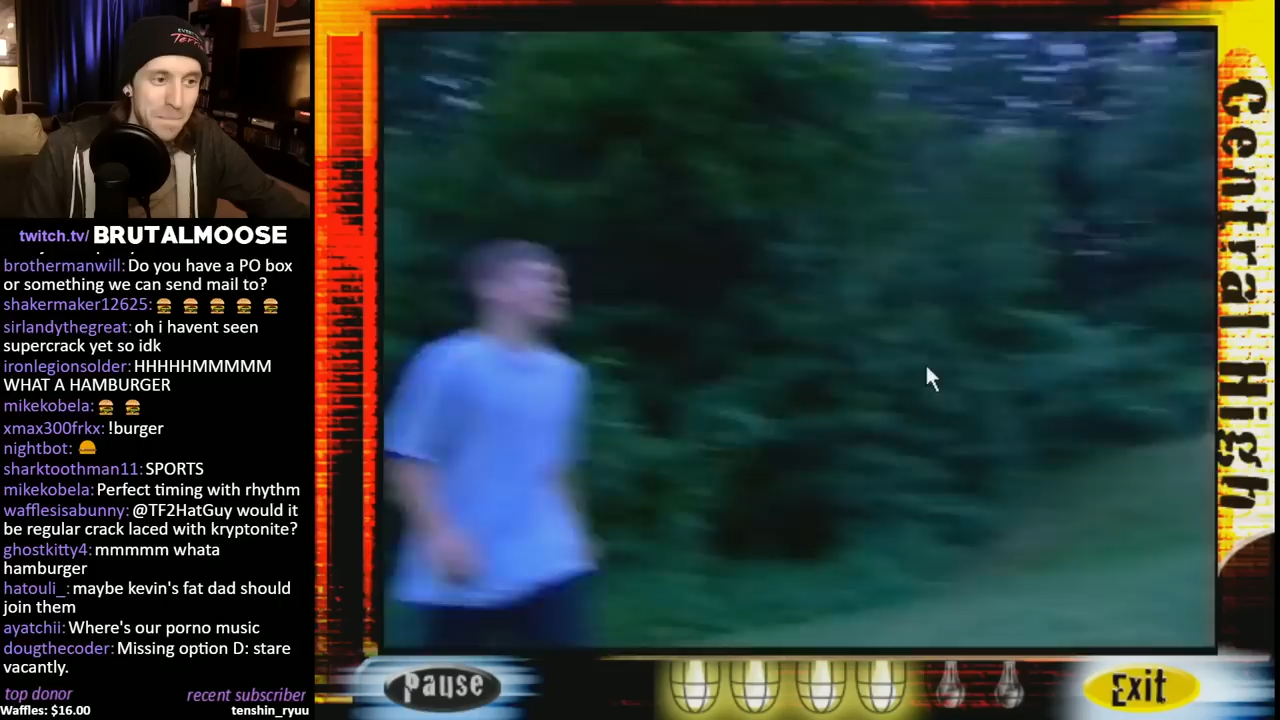 twitch.tv/BRUTALMOOSE
brothermanwill: Do you have a PO box
or something we can send mail to?
shakermaker12625: 🍔 🍔 🍔 🍔 🍔
sirlandythegreat: oh i havent seen
supercrack yet so idk
ironlegionsolder: HHHHHMMMMM
WHAT A HAMBURGER
mikekobela: 🍔 🍔
xmax300frkx: !burger
nightbot:
sharktoothman11: SPORTS
mikekobela: Perfect timing with rhythm
wafflesisabunny: @TF2HatGuy would it
be regular crack laced with kryptonite?
ghostkitty4: mmmmm whata
hamburger
hatouli_: maybe kevin's fat dad should
join them
ayatchii: Where's our porno music
dougthecoder: Missing option D: stare
vacantly.
top donor recent subscriber
Waffles: $16.00 tenshin_ryuu
Central High
Pause
Exit